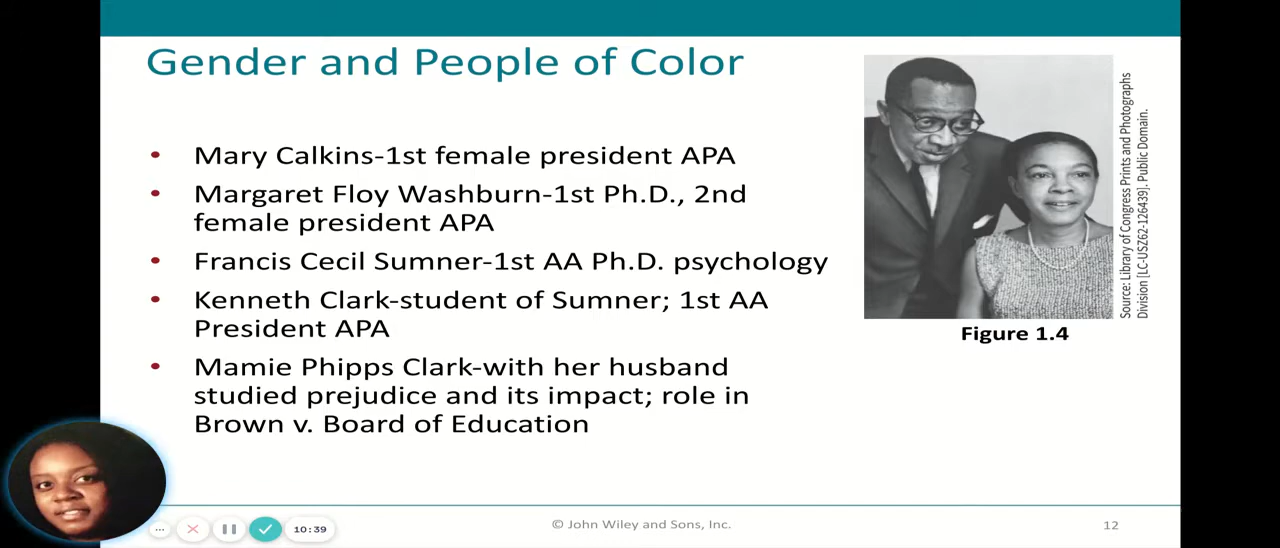 Gender and People of Color
• Mary Calkins-1st female president APA
• Margaret Floy Washburn-1st Ph.D., 2nd
female president APA
• Francis Cecil Sumner-1st AA Ph.D. psychology
• Kenneth Clark-student of Sumner; 1st AA
President APA
• Mamie Phipps Clark-with her husband
studied prejudice and its impact; role in
Brown v. Board of Education
Source: Library of Congress Prints and Photographs
Division [LC-USZ62-126439]. Public Domain.
Figure 1.4
10:39
© John Wiley and Sons, Inc.
12